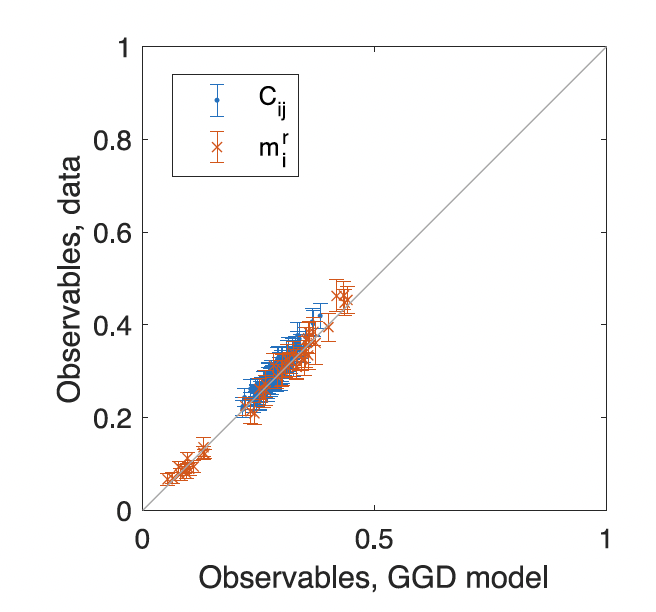 1
0.8
0.6
0.4
0.2
0
0
0.5
1
C_ij
m_i^r
Observables, data
Observables, GGD model